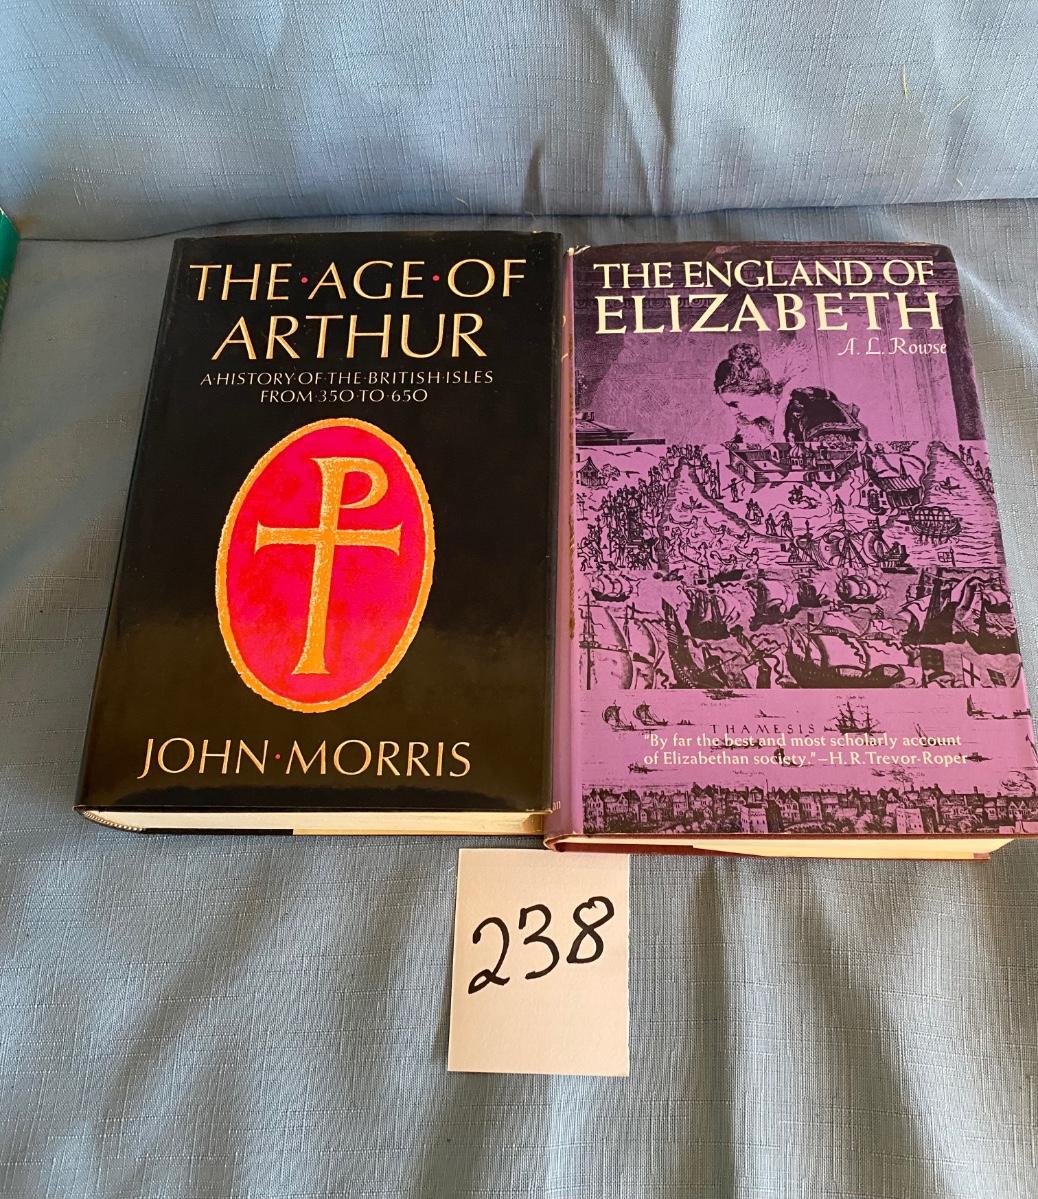 THE·AGE·OF
ARTHUR
A·HISTORY·OF·THE·BRITISH·ISLES
FROM·350·TO·650
JOHN·MORRIS
THE ENGLAND OF
ELIZABETH
A. L. Rowse
THAMESIS
"By far the best and most scholarly account
of Elizabethan society."—H. R. Trevor-Roper
238